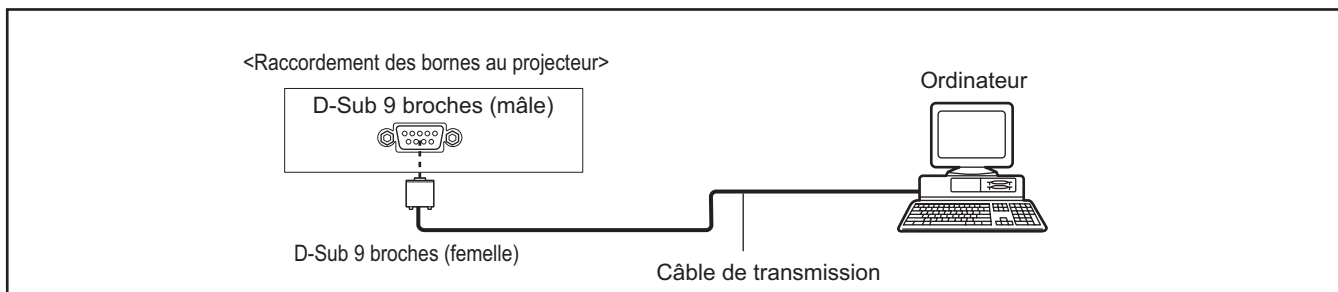 <Raccordement des bornes au projecteur>
Ordinateur
D-Sub 9 broches (mâle)
D-Sub 9 broches (femelle)
Câble de transmission